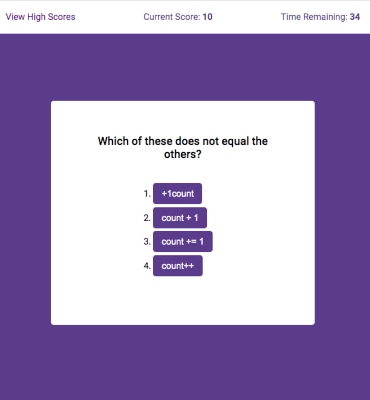 View High Scores Current Score: 10 Time Remaining: 34
Which of these does not equal the
others?
1. +1count
2. count + 1
3. count += 1
4. count++